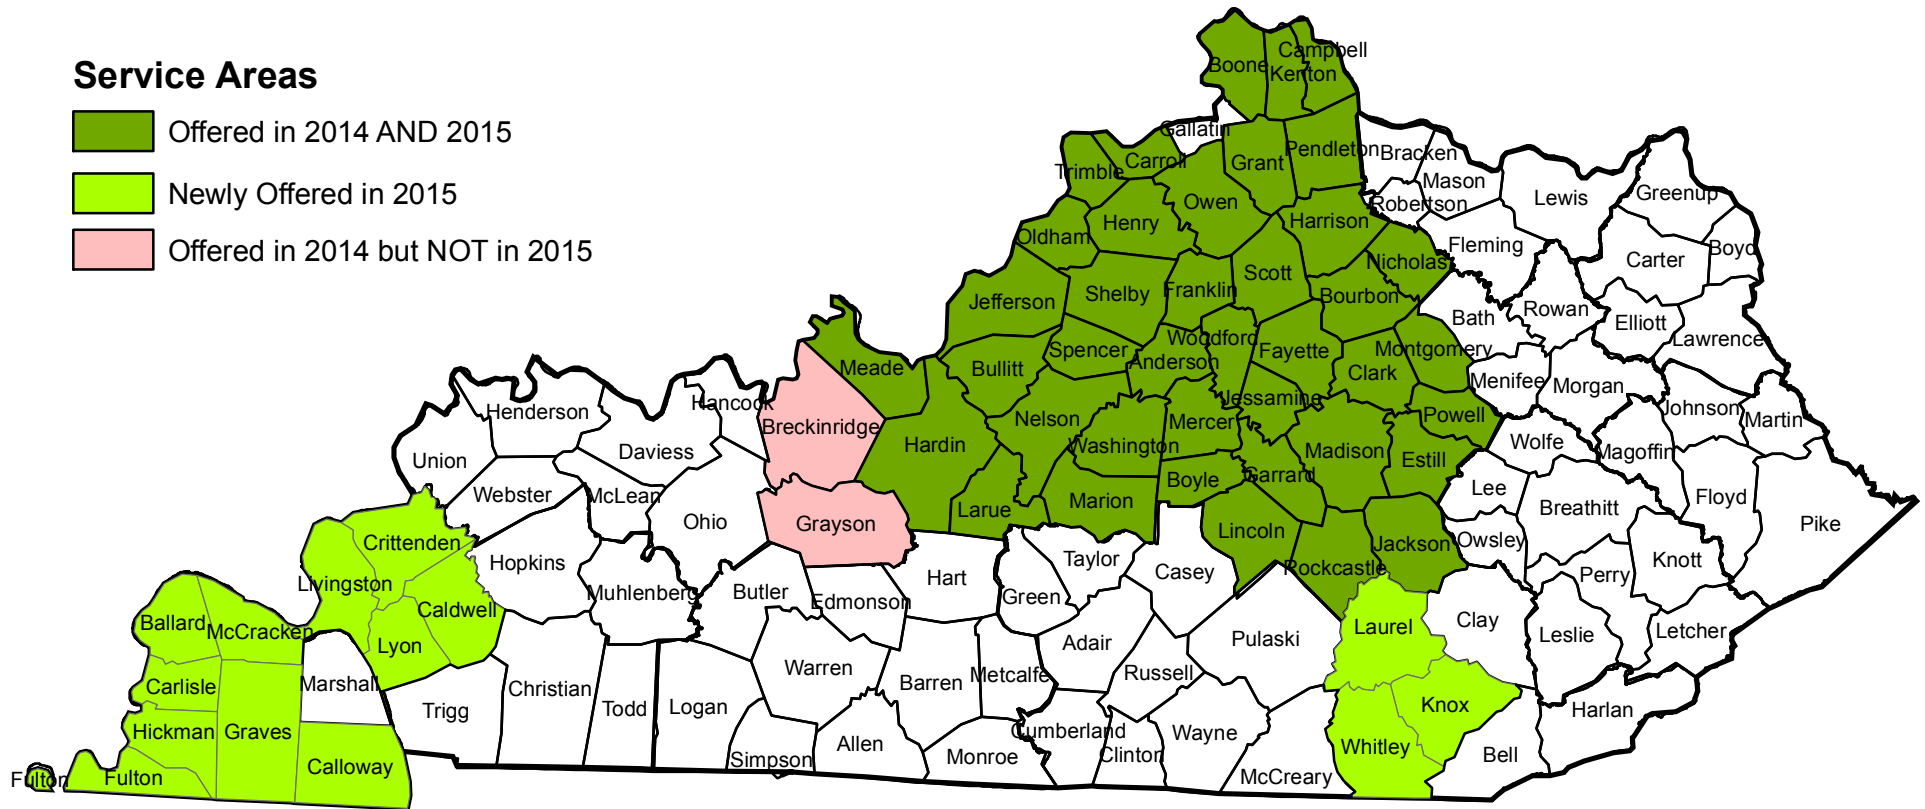 Service Areas
Offered in 2014 AND 2015
Newly Offered in 2015
Offered in 2014 but NOT in 2015
Campbell
Boone
Kenton
Gallatin
Carroll
Grant
Pendleton
Bracken
Trimble
Mason
Owen
Robertson
Lewis
Greenup
Henry
Harrison
Oldham
Fleming
Boyd
Nicholas
Carter
Scott
Jefferson
Shelby
Franklin
Bourbon
Bath
Rowan
Elliott
Lawrence
Woodford
Spencer
Anderson
Fayette
Montgomery
Meade
Bullitt
Clark
Menifee
Morgan
Hancock
Henderson
Jessamine
Johnson
Martin
Breckinridge
Nelson
Mercer
Powell
Hardin
Washington
Wolfe
Daviess
Madison
Magoffin
Union
Estill
Boyle
Garrard
Lee
Webster
McLean
Larue
Marion
Floyd
Breathitt
Ohio
Grayson
Pike
Lincoln
Crittenden
Jackson
Owsley
Hopkins
Taylor
Knott
Livingston
Hart
Casey
Rockcastle
Perry
Muhlenberg
Butler
Edmonson
Green
Caldwell
Ballard
McCracken
Laurel
Clay
Leslie
Letcher
Lyon
Adair
Pulaski
Warren
Marshall
Barren
Metcalfe
Russell
Carlisle
Christian
Trigg
Todd
Logan
Knox
Harlan
Hickman
Graves
Cumberland
Wayne
Allen
Whitley
Simpson
Monroe
Clinton
Bell
Calloway
McCreary
Fulton
Fulton